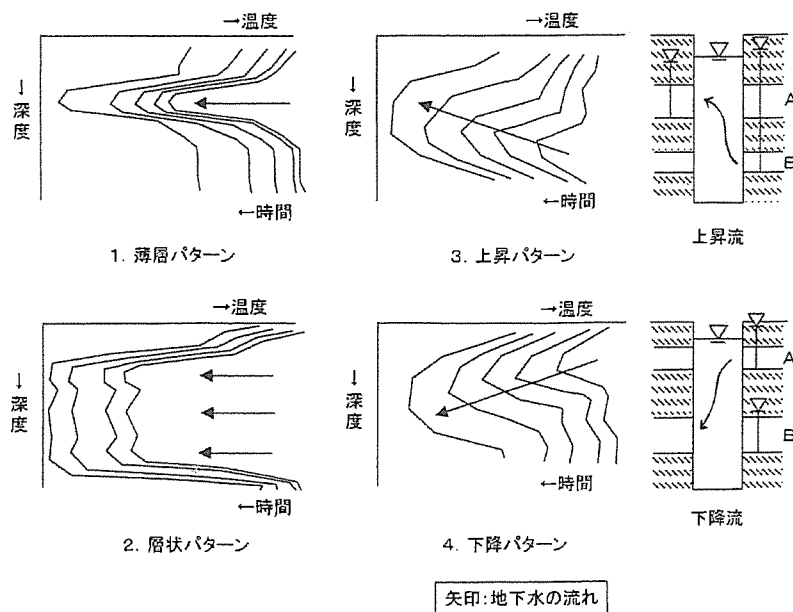 →温度
↓深度
←時間
1. 薄層パターン
→温度
↓深度
←時間
3. 上昇パターン
A
B
上昇流
→温度
↓深度
←時間
2. 層状パターン
→温度
↓深度
←時間
4. 下降パターン
A
B
下降流
矢印:地下水の流れ